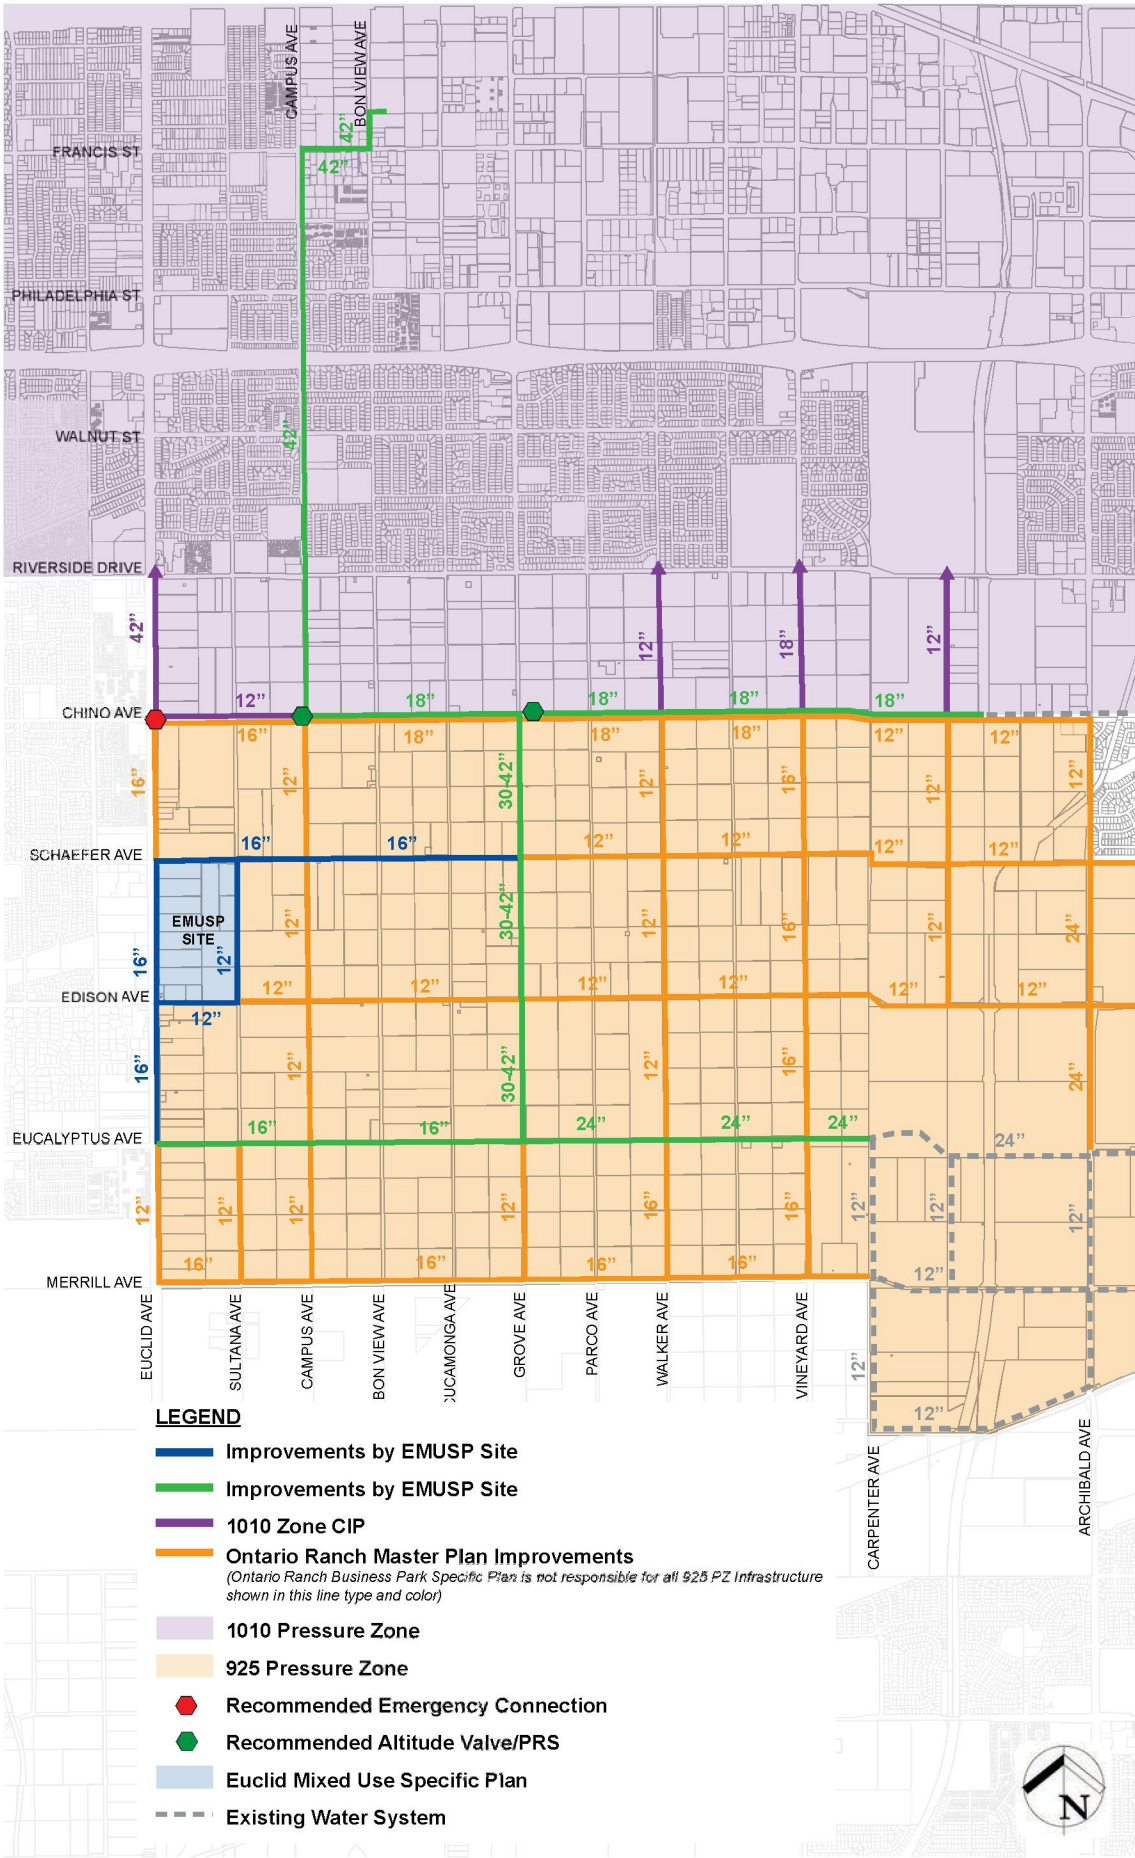 CAMPUS AVE
BON VIEW AVE
42”
FRANCIS ST
42”
PHILADELPHIA ST
WALNUT ST
42”
RIVERSIDE DRIVE
42”
12”
18”
12”
12”
18”
18”
18”
18”
CHINO AVE
16”
18”
18”
18”
12”
12”
16”
12”
30-42”
12”
16”
12”
12”
SCHAEFER AVE
16”
16”
12”
12”
12”
12”
EMUSP
SITE
16”
12”
12”
30-42”
12”
16”
12”
24”
EDISON AVE
12”
12”
12”
12”
12”
12”
12”
16”
12”
30-42”
12”
16”
24”
EUCALYPTUS AVE
16”
16”
24”
24”
24”
24”
12”
12”
12”
12”
16”
16”
12”
12”
12”
MERRILL AVE
16”
16”
16”
16”
12”
EUCLID AVE
SULTANA AVE
CAMPUS AVE
BON VIEW AVE
UCAMONGA AVE
GROVE AVE
PARCO AVE
WALKER AVE
VINEYARD AVE
12”
12”
CARPENTER AVE
ARCHIBALD AVE
LEGEND
Improvements by EMUSP Site
Improvements by EMUSP Site
1010 Zone CIP
Ontario Ranch Master Plan Improvements
(Ontario Ranch Business Park Specific Plan is not responsible for all 925 PZ Infrastructure
shown in this line type and color)
1010 Pressure Zone
925 Pressure Zone
Recommended Emergency Connection
Recommended Altitude Valve/PRS
Euclid Mixed Use Specific Plan
Existing Water System
N